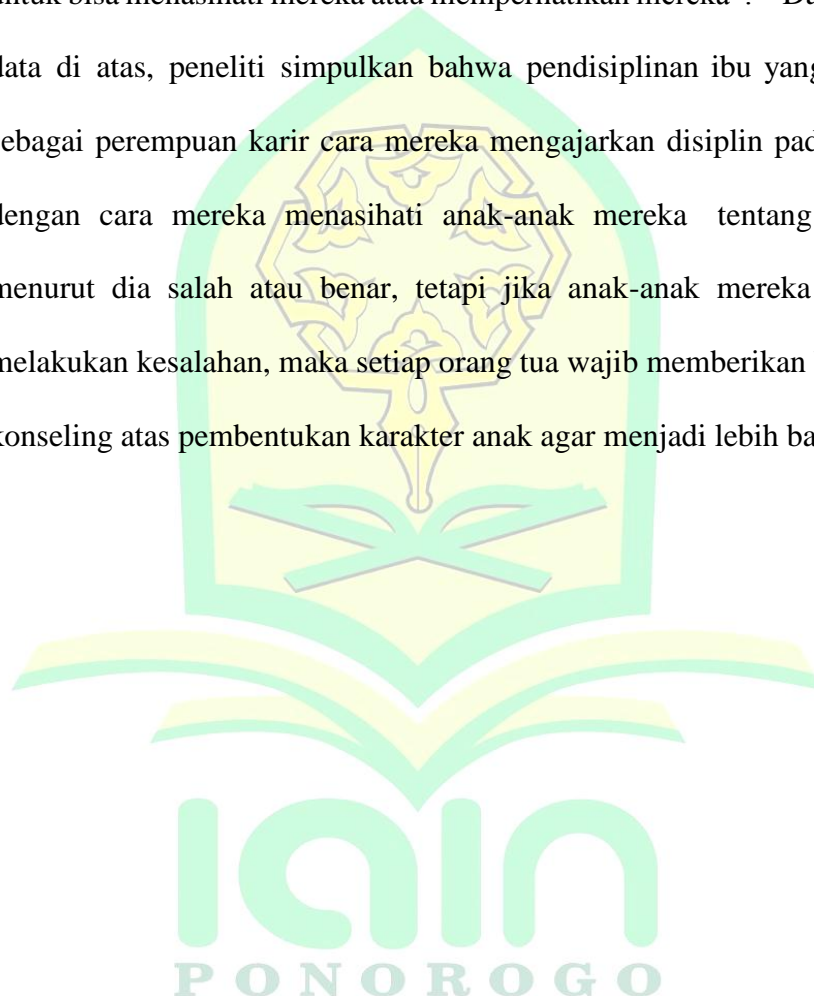 untuk bisa menasihati mereka atau memperhatikan mereka".
data di atas, peneliti simpulkan bahwa pendisiplinan ibu yang
sebagai perempuan karir cara mereka mengajarkan disiplin pad
dengan cara mereka menasihati anak-anak mereka tentang
menurut dia salah atau benar, tetapi jika anak-anak mereka
melakukan kesalahan, maka setiap orang tua wajib memberikan
konseling atas pembentukan karakter anak agar menjadi lebih ba
iain
PONOROGO